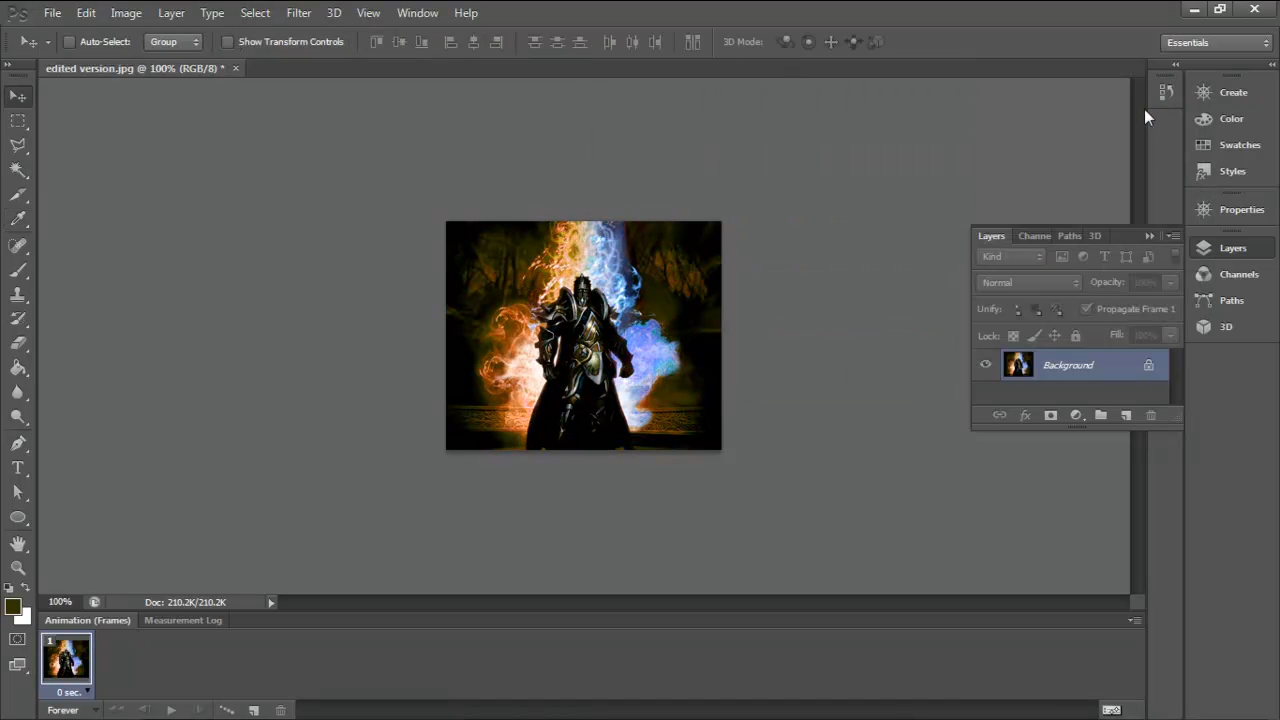 Ps File Edit Image Layer Type Select Filter 3D View Window Help
Auto-Select: Group Show Transform Controls 3D Mode: Essentials
edited version.jpg @ 100% (RGB/8) * ×
Create
Color
Swatches
Styles
Properties
Layers
Channels
Paths
3D
Layers Channe Paths 3D
Kind
Normal Opacity: 100%
Unify: Propagate Frame 1
Lock: Fill: 100%
Background
100% Doc: 210.2K/210.2K
Animation (Frames) Measurement Log
1
0 sec.
Forever